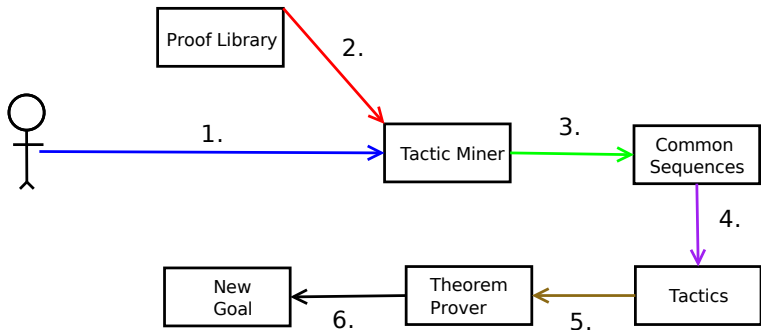 Proof Library
2.
1.
Tactic Miner
3.
Common
Sequences
4.
Tactics
5.
Theorem
Prover
6.
New
Goal